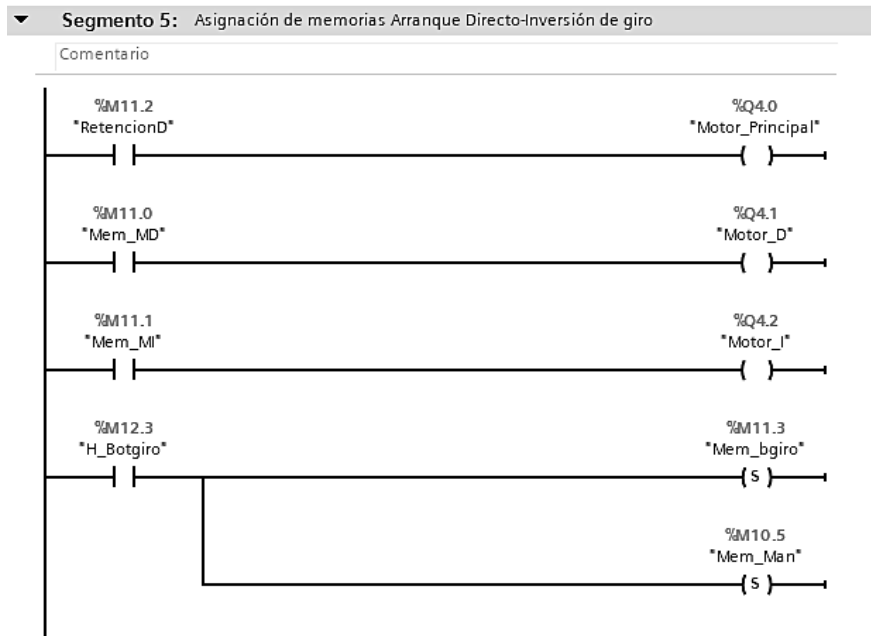 Segmento 5: Asignación de memorias Arranque Directo-Inversión de giro
Comentario
%M11.2 %Q4.0
"RetencionD" "Motor_Principal"
%M11.0 %Q4.1
"Mem_MD" "Motor_D"
%M11.1 %Q4.2
"Mem_MI" "Motor_I"
%M12.3 %M11.3
"H_Botgiro" "Mem_bgiro"
S
%M10.5
"Mem_Man"
S